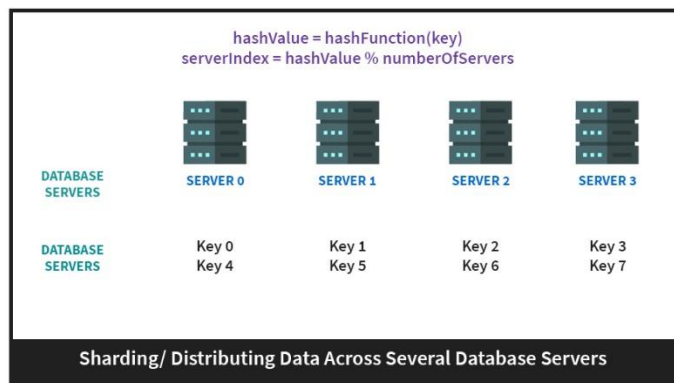 hashValue = hashFunction(key)
serverIndex = hashValue % numberOfServers
DATABASE
SERVERS
SERVER 0 SERVER 1 SERVER 2 SERVER 3
DATABASE
SERVERS
Key 0 Key 1 Key 2 Key 3
Key 4 Key 5 Key 6 Key 7
Sharding/ Distributing Data Across Several Database Servers